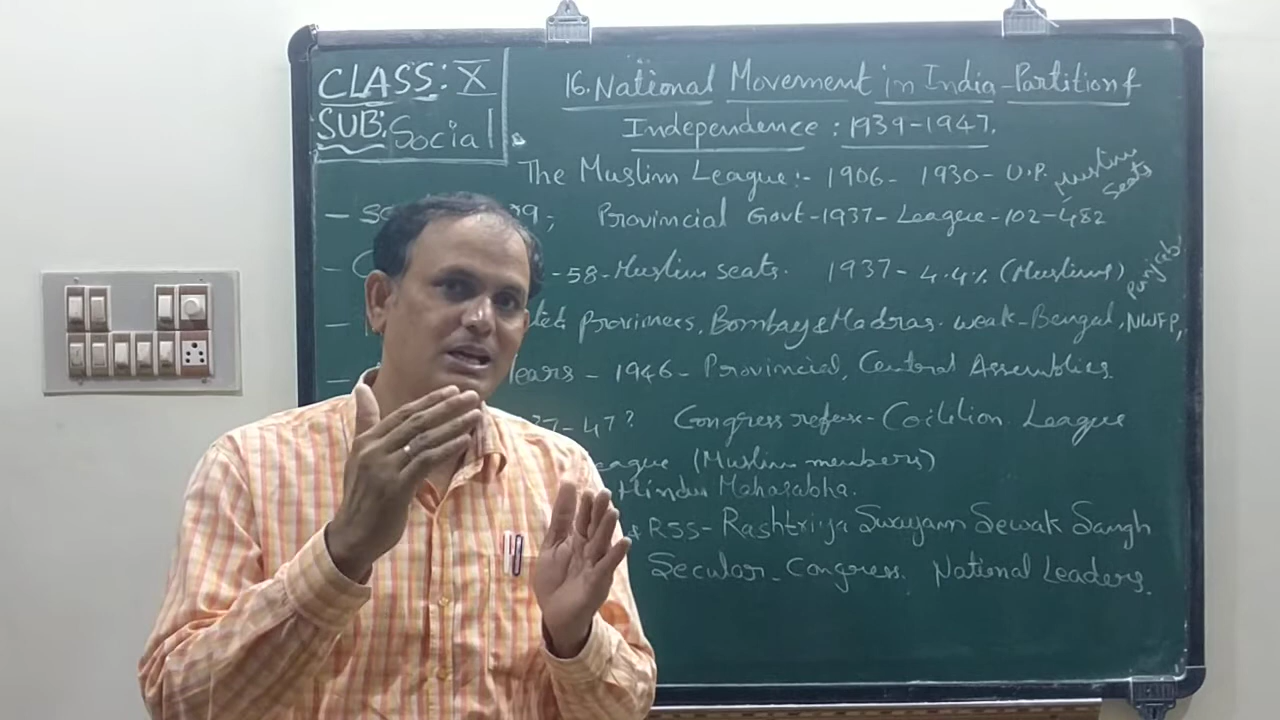 CLASS: X
SUB: Social.
16. National Movement in India - Partition &
Independence : 1939-1947.
The Muslim League:- 1906 - 1930 - U.P.
Muslim Seats
Provincial Govt - 1937 - League - 102 - 482
- 58 - Muslim seats. 1937 - 4.4% (Muslims)
Punjab
Provinces, Bombay & Madras. weak - Bengal, NWFP,
Years - 1946 - Provincial, Central Assemblies.
47? Congress refuse - Coilition League
(Muslim members)
Hindu Mahasabha.
& RSS - Rashtriya Swayam Sewak Sangh
Secular - Congress. National Leaders.